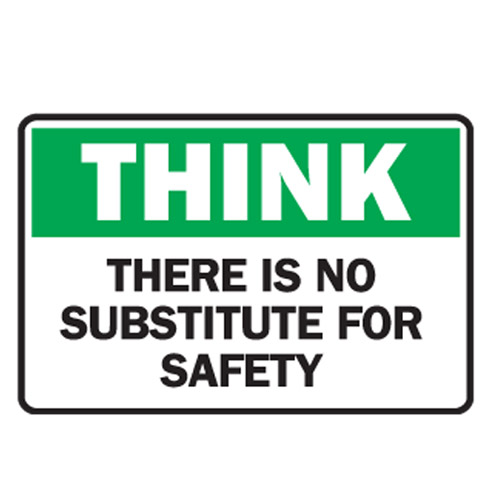 THINK
THERE IS NO
SUBSTITUTE FOR
SAFETY